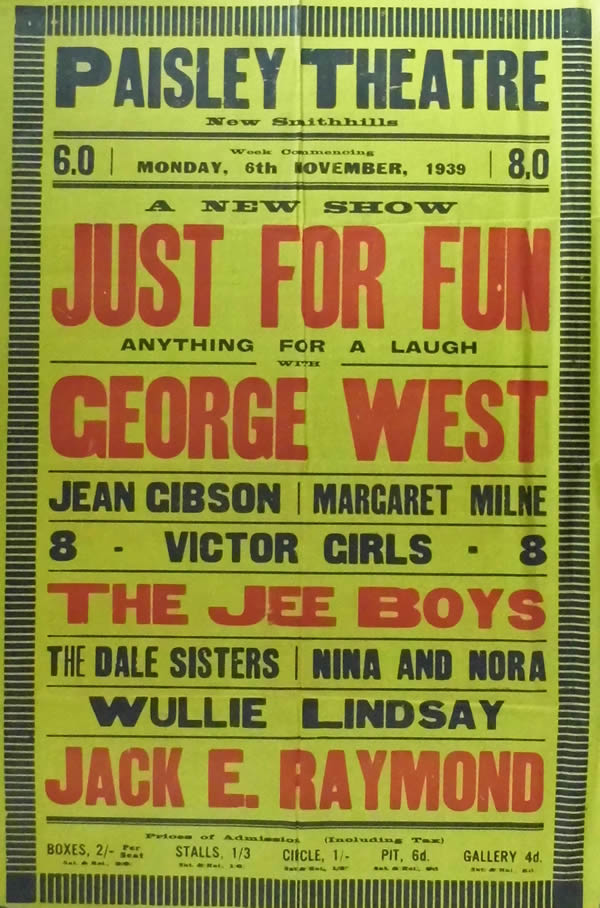 PAISLEY THEATRE
New Smithhills
Week Commencing
6.0 | MONDAY, 6th NOVEMBER, 1939 | 8.0
A NEW SHOW
JUST FOR FUN
ANYTHING FOR A LAUGH
WITH
GEORGE WEST
JEAN GIBSON | MARGARET MILNE
8 - VICTOR GIRLS - 8
THE JEE BOYS
THE DALE SISTERS | NINA AND NORA
WULLIE LINDSAY
JACK E. RAYMOND
Prices of Admission (Including Tax)
BOXES, 2/- Per Seat STALLS, 1/3 CIRCLE, 1/- PIT, 6d. GALLERY 4d.